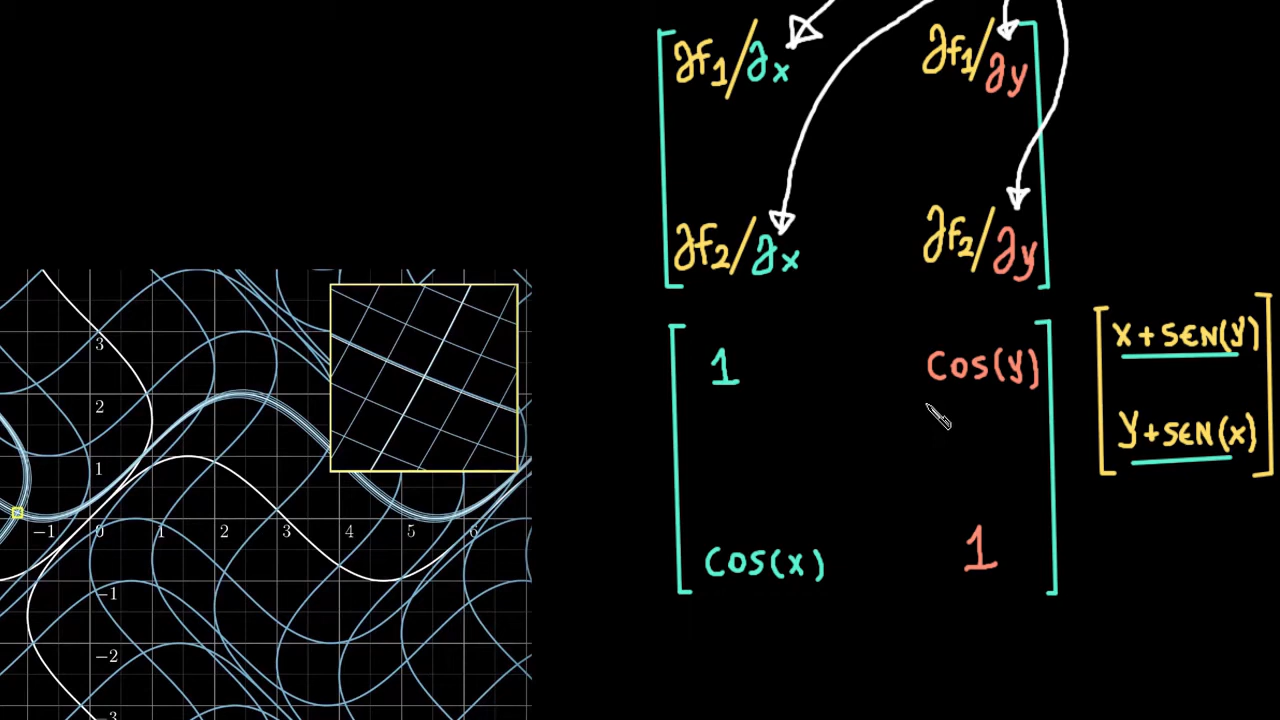 ∂f₁/∂x ∂f₁/∂y
∂f₂/∂x ∂f₂/∂y
1 cos(y)
cos(x) 1
x+SEN(y)
y+SEN(x)
3
2
1
−1 0 1 2 3 4 5 6
−1
−2
−3